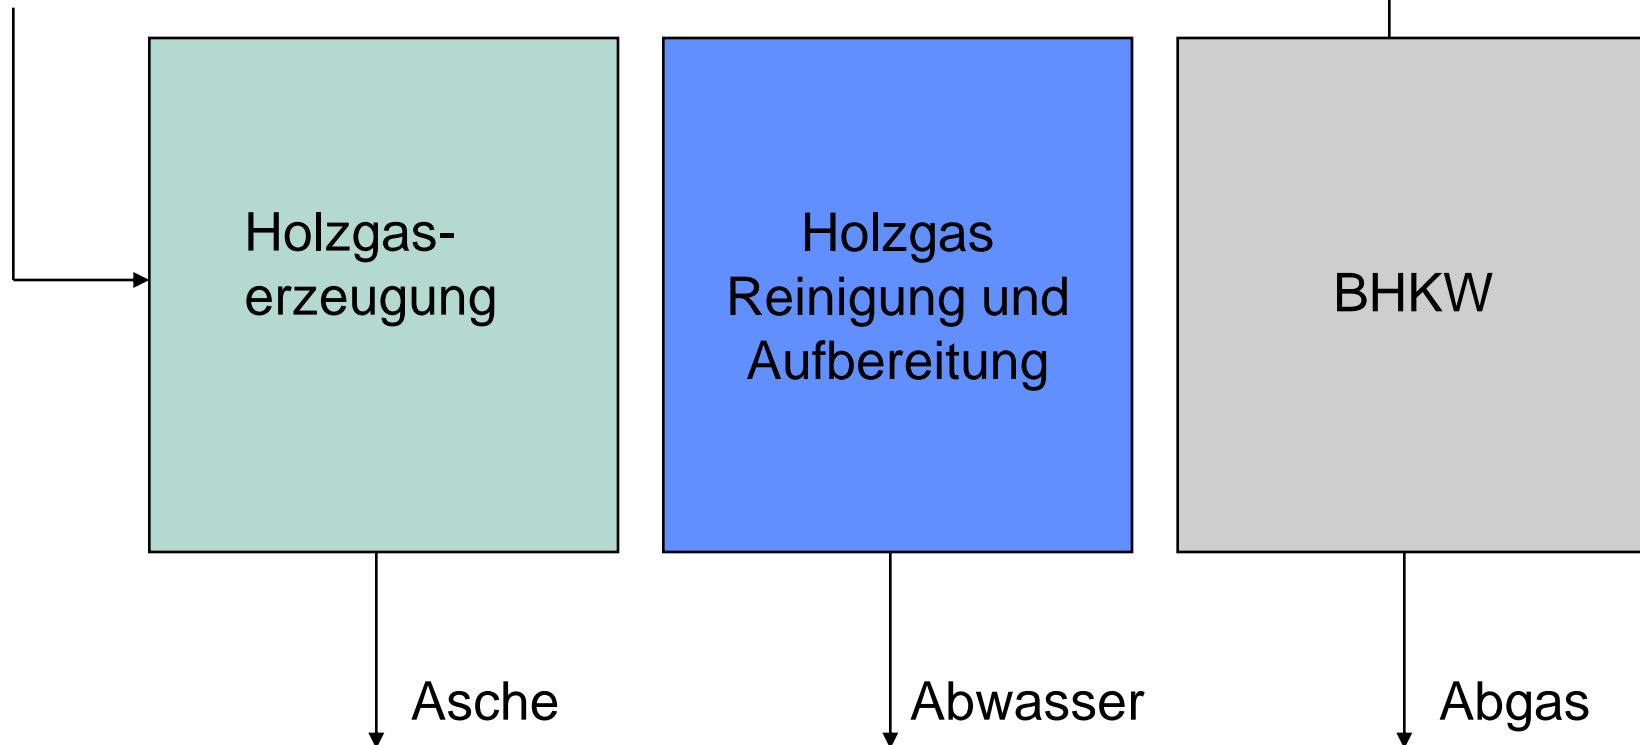 Holzgas-
erzeugung
Holzgas
Reinigung und
Aufbereitung
BHKW
Asche
Abwasser
Abgas